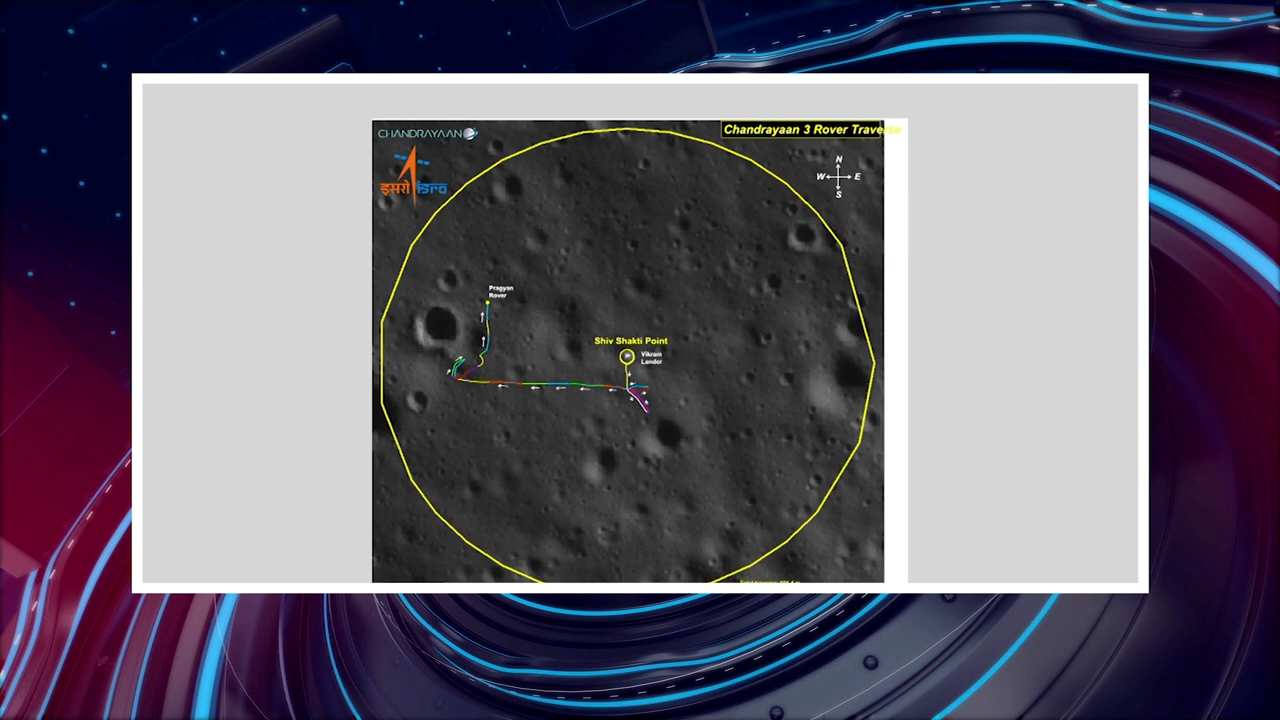 CHANDRAYAAN
Chandrayaan 3 Rover Traverse
N
W E
S
इसरो isro
Pragyan
Rover
Shiv Shakti Point
Vikram
Lander